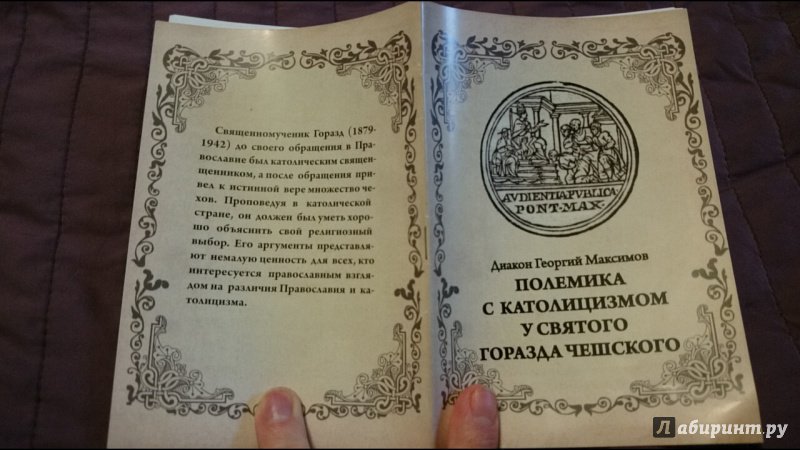 Священномученик Горазд (1879-
1942) до своего обращения в Пра-
вославие был католическим священ-
щенником, а после обращения при-
вел к истинной вере множество че-
хов. Проповедуя в католической
стране, он должен был уметь хоро-
шо объяснить свой религиозный
выбор. Его аргументы представля-
ют немалую ценность для всех, кто
интересуется православным взгля-
дом на различия Православия и ка-
толицизма.
AVDIENTIA PVBLICA
PONT·MAX·
Диакон Георгий Максимов
ПОЛЕМИКА
С КАТОЛИЦИЗМОМ
У СВЯТОГО
ГОРАЗДА ЧЕШСКОГО
Лабиринт.ру